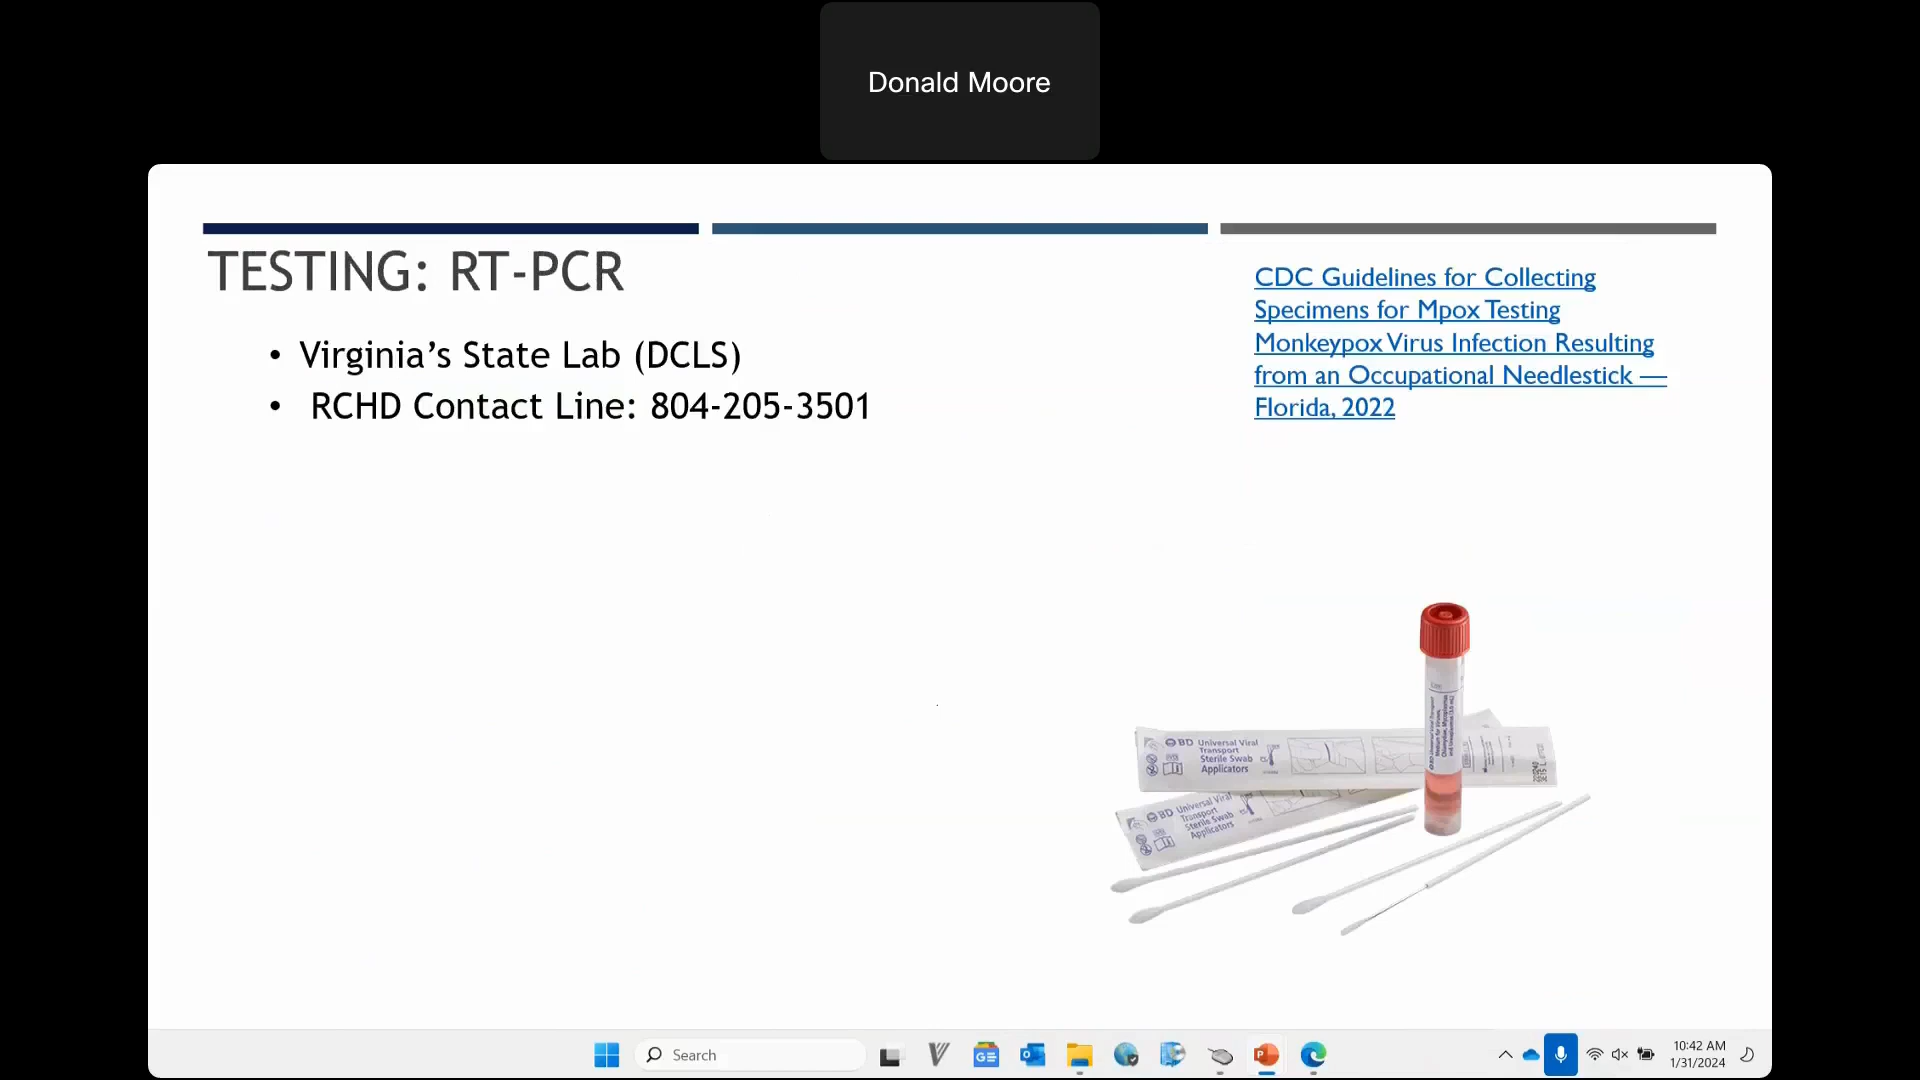 Donald Moore
TESTING: RT-PCR
• Virginia’s State Lab (DCLS)
• RCHD Contact Line: 804-205-3501
CDC Guidelines for Collecting
Specimens for Mpox Testing
Monkeypox Virus Infection Resulting
from an Occupational Needlestick —
Florida, 2022
BD Universal Viral
Transport
Sterile Swab
Applicators
BD Universal Viral
Transport
Sterile Swab
Applicators
Search
10:42 AM
1/31/2024